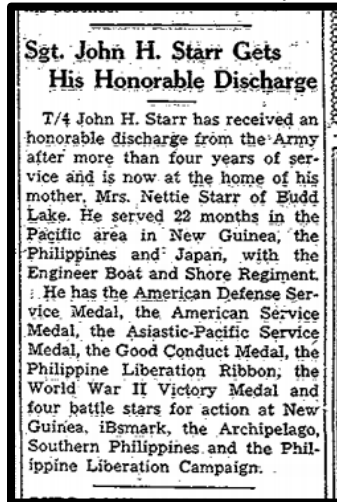 Sgt. John H. Starr Gets
His Honorable Discharge
T/4 John H. Starr has received an
honorable discharge from the Army
after more than four years of ser-
vice and is now at the home of his
mother, Mrs. Nettie Starr of Budd
Lake. He served 22 months in the
Pacific area in New Guinea, the
Philippines and Japan, with the
Engineer Boat and Shore Regiment.
He has the American Defense Ser-
vice Medal, the American Service
Medal, the Asiastic-Pacific Service
Medal, the Good Conduct Medal, the
Philippine Liberation Ribbon, the
World War II Victory Medal and
four battle stars for action at New
Guinea, iBsmark, the Archipelago,
Southern Philippines and the Phil-
ippine Liberation Campaign.